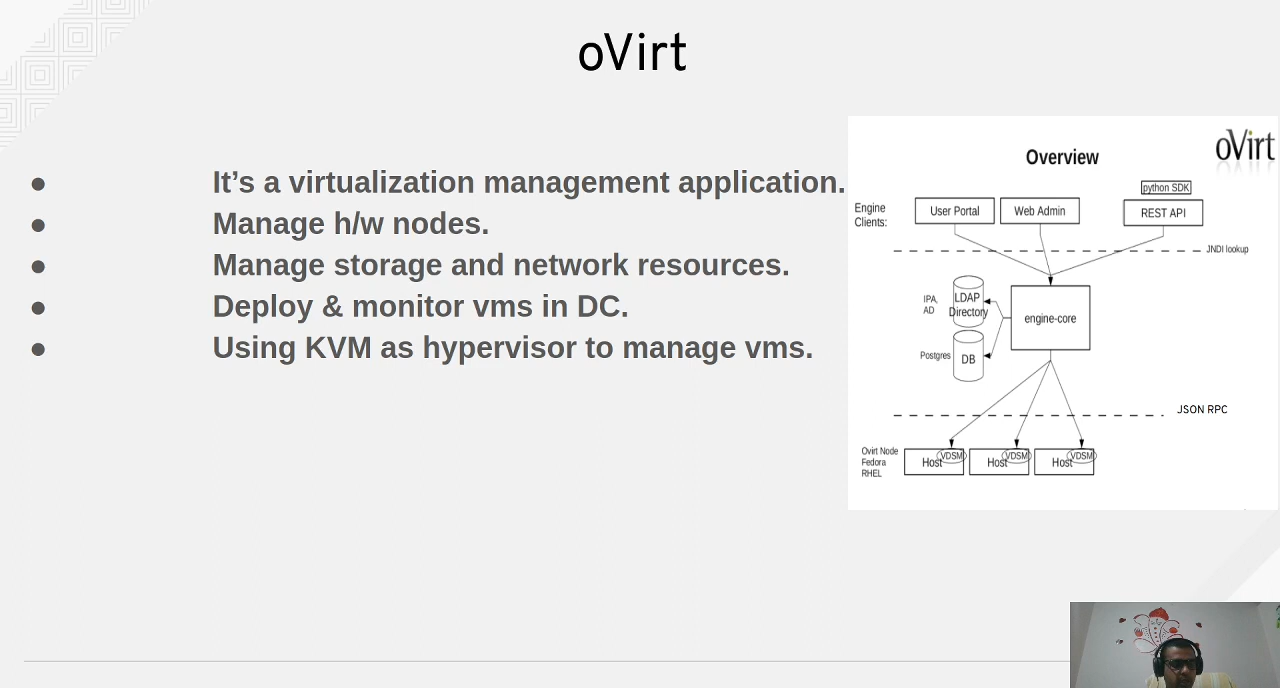 oVirt
● It’s a virtualization management application.
● Manage h/w nodes.
● Manage storage and network resources.
● Deploy & monitor vms in DC.
● Using KVM as hypervisor to manage vms.
oVirt
Overview
python SDK
Engine
Clients:
User Portal
Web Admin
REST API
JNDI lookup
IPA,
AD
LDAP
Directory
engine-core
Postgres
DB
JSON RPC
Ovirt Node
Fedora
RHEL
Host VDSM
Host VDSM
Host VDSM